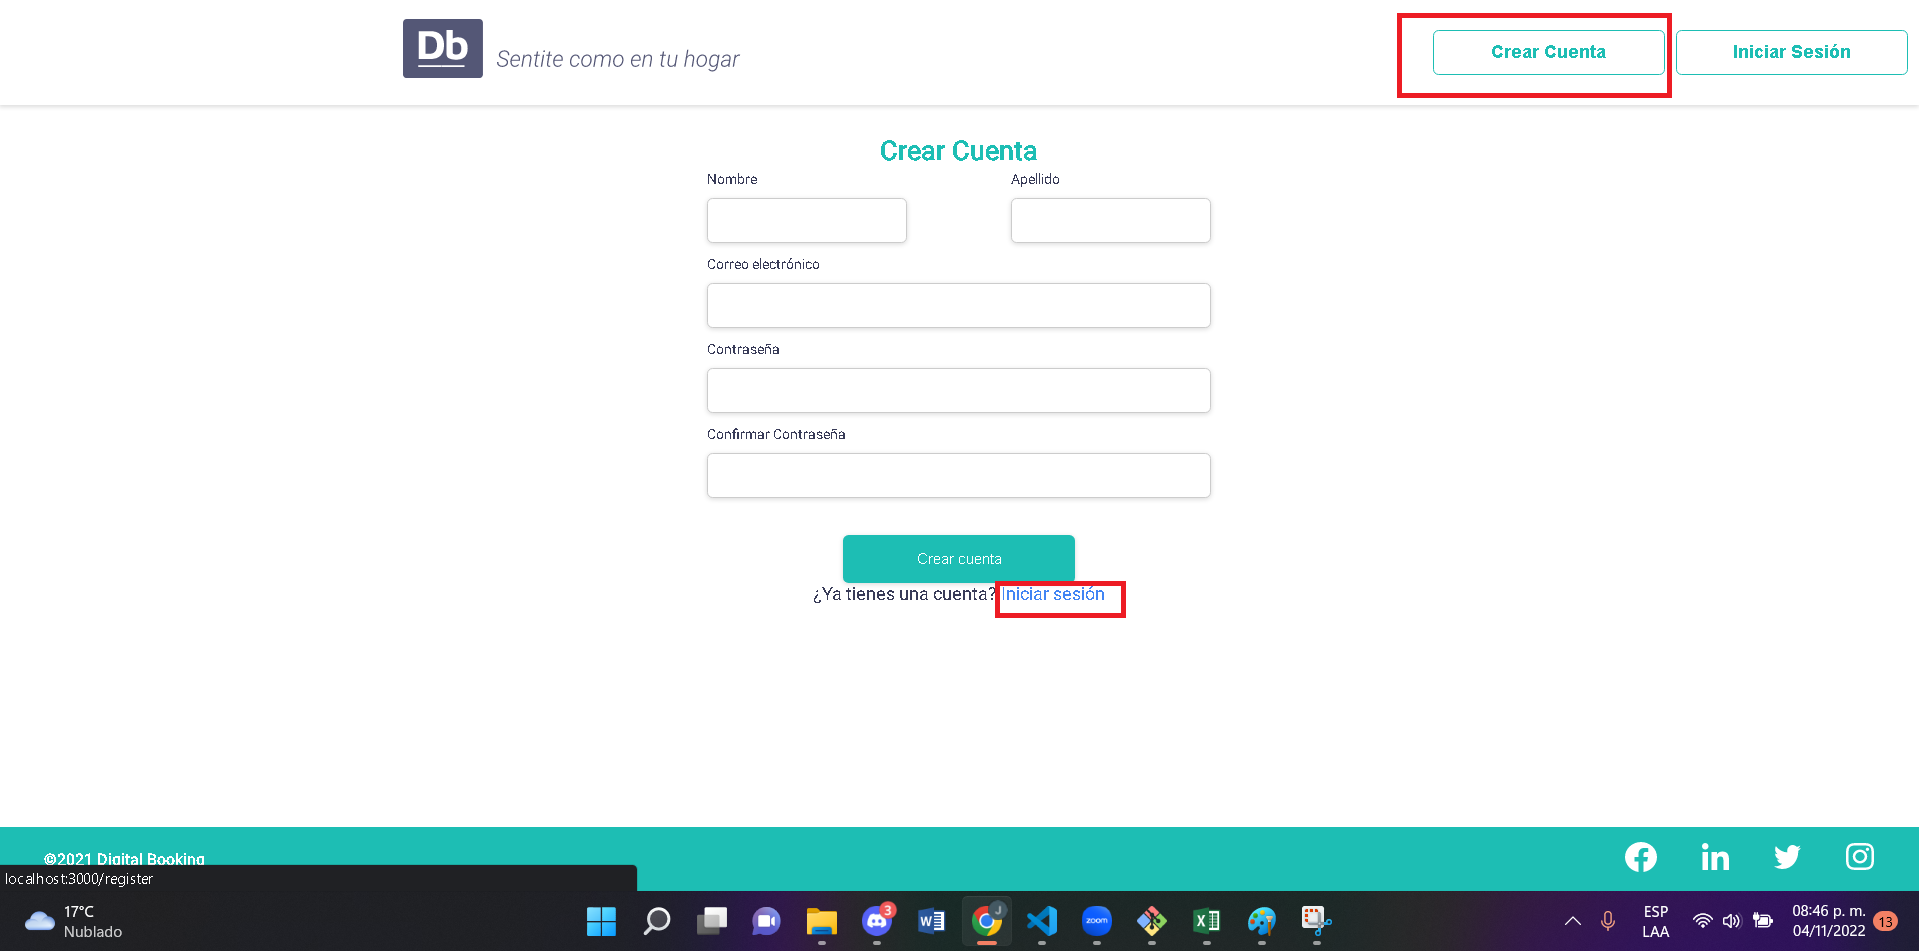 Db
Sentite como en tu hogar
Crear Cuenta
Iniciar Sesión
Crear Cuenta
Nombre
Apellido
Correo electrónico
Contraseña
Confirmar Contraseña
Crear cuenta
¿Ya tienes una cuenta? Iniciar sesión
©2021 Digital Booking
localhost:3000/register
17°C
Nublado
3
J
zoom
ESP
LAA
08:46 p. m.
04/11/2022
13